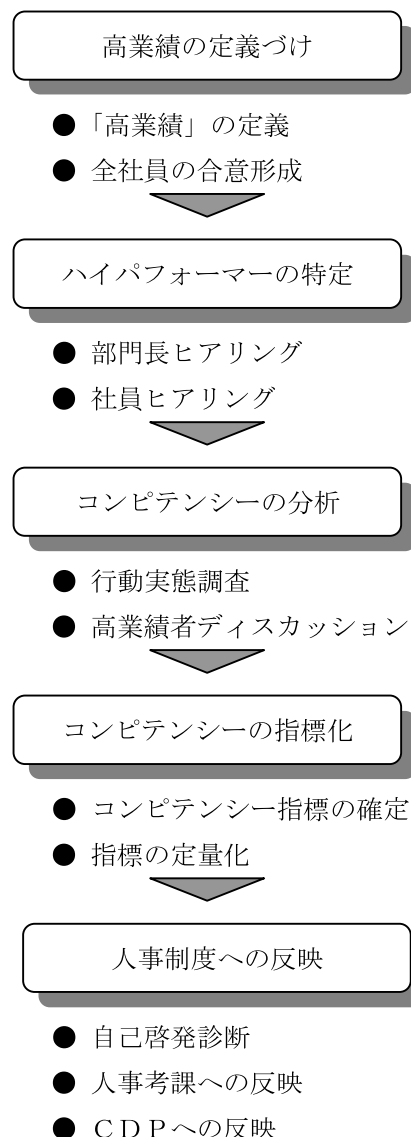 高業績の定義づけ
●「高業績」の定義
● 全社員の合意形成
ハイパフォーマーの特定
● 部門長ヒアリング
● 社員ヒアリング
コンピテンシーの分析
● 行動実態調査
● 高業績者ディスカッション
コンピテンシーの指標化
● コンピテンシー指標の確定
● 指標の定量化
人事制度への反映
● 自己啓発診断
● 人事考課への反映
● ＣＤＰへの反映